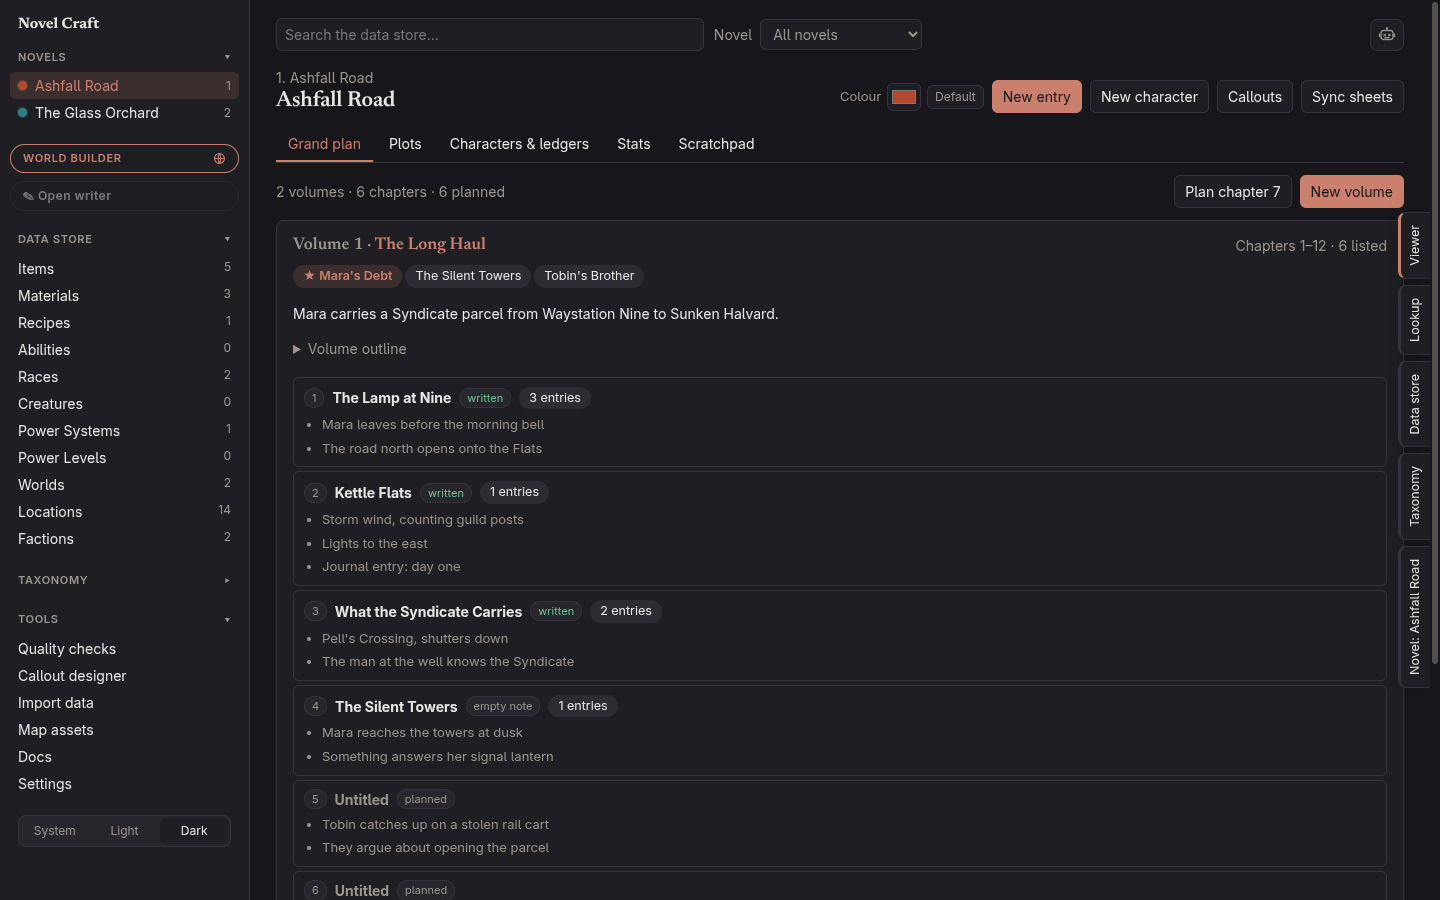 Novel Craft
NOVELS
Ashfall Road 1
The Glass Orchard 2
WORLD BUILDER
Open writer
DATA STORE
Items 5
Materials 3
Recipes 1
Abilities 0
Races 2
Creatures 0
Power Systems 1
Power Levels 0
Worlds 2
Locations 14
Factions 2
TAXONOMY
TOOLS
Quality checks
Callout designer
Import data
Map assets
Docs
Settings
System Light Dark
Search the data store...
Novel All novels
1. Ashfall Road
Ashfall Road
Colour Default New entry New character Callouts Sync sheets
Grand plan Plots Characters & ledgers Stats Scratchpad
2 volumes · 6 chapters · 6 planned
Plan chapter 7 New volume
Volume 1 · The Long Haul
Chapters 1–12 · 6 listed
★ Mara's Debt The Silent Towers Tobin's Brother
Mara carries a Syndicate parcel from Waystation Nine to Sunken Halvard.
Volume outline
1 The Lamp at Nine written 3 entries
• Mara leaves before the morning bell
• The road north opens onto the Flats
2 Kettle Flats written 1 entries
• Storm wind, counting guild posts
• Lights to the east
• Journal entry: day one
3 What the Syndicate Carries written 2 entries
• Pell's Crossing, shutters down
• The man at the well knows the Syndicate
4 The Silent Towers empty note 1 entries
• Mara reaches the towers at dusk
• Something answers her signal lantern
5 Untitled planned
• Tobin catches up on a stolen rail cart
• They argue about opening the parcel
6 Untitled planned
Viewer
Lookup
Data store
Taxonomy
Novel: Ashfall Road